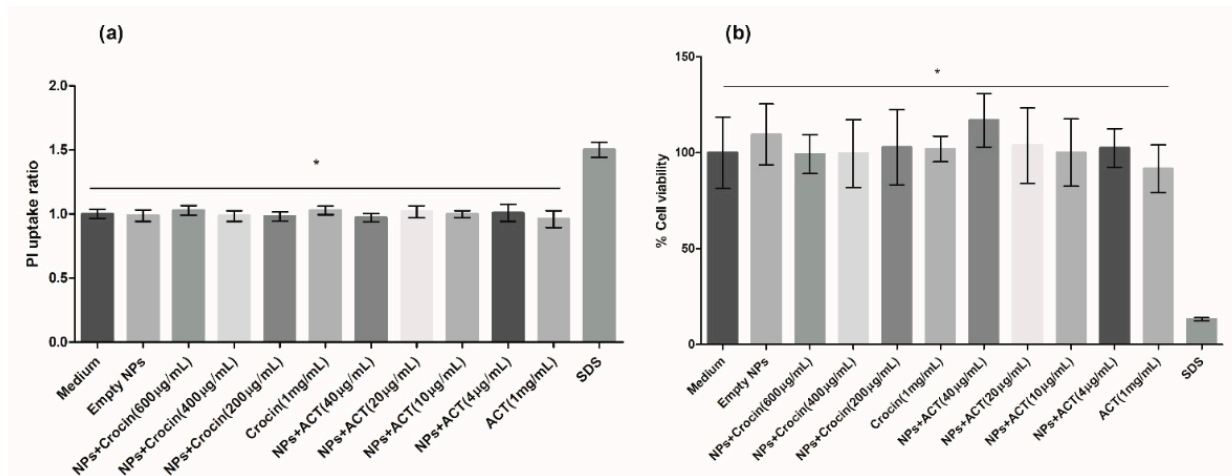 (a)
PI uptake ratio
2.0
1.5
1.0
0.5
0.0
*
Medium
Empty NPs
NPs+Crocin(600µg/mL)
NPs+Crocin(400µg/mL)
NPs+Crocin(200µg/mL)
Crocin(1mg/mL)
NPs+ACT(40µg/mL)
NPs+ACT(20µg/mL)
NPs+ACT(10µg/mL)
NPs+ACT(4µg/mL)
ACT(1mg/mL)
SDS
(b)
% Cell viability
150
100
50
0
*
Medium
Empty NPs
NPs+Crocin(600µg/mL)
NPs+Crocin(400µg/mL)
NPs+Crocin(200µg/mL)
Crocin(1mg/mL)
NPs+ACT(40µg/mL)
NPs+ACT(20µg/mL)
NPs+ACT(10µg/mL)
NPs+ACT(4µg/mL)
ACT(1mg/mL)
SDS